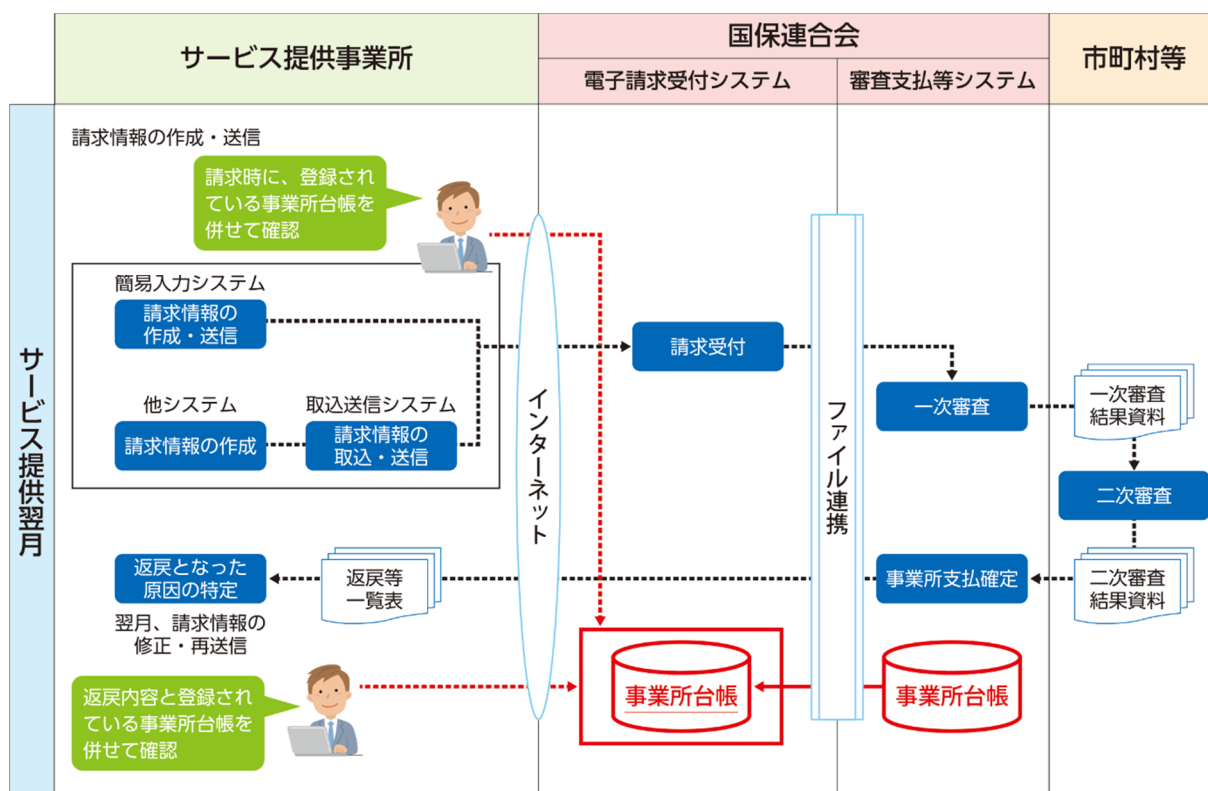 サービス提供事業所
国保連合会
市町村等
電子請求受付システム
審査支払等システム
サービス提供翌月
請求情報の作成・送信
請求時に、登録され
ている事業所台帳を
併せて確認
簡易入力システム
請求情報の
作成・送信
他システム
請求情報の作成
取込送信システム
請求情報の
取込・送信
インターネット
請求受付
ファイル連携
一次審査
一次審査
結果資料
二次審査
二次審査
結果資料
事業所支払確定
返戻等
一覧表
返戻となった
原因の特定
翌月、請求情報の
修正・再送信
返戻内容と登録され
ている事業所台帳を
併せて確認
事業所台帳
事業所台帳